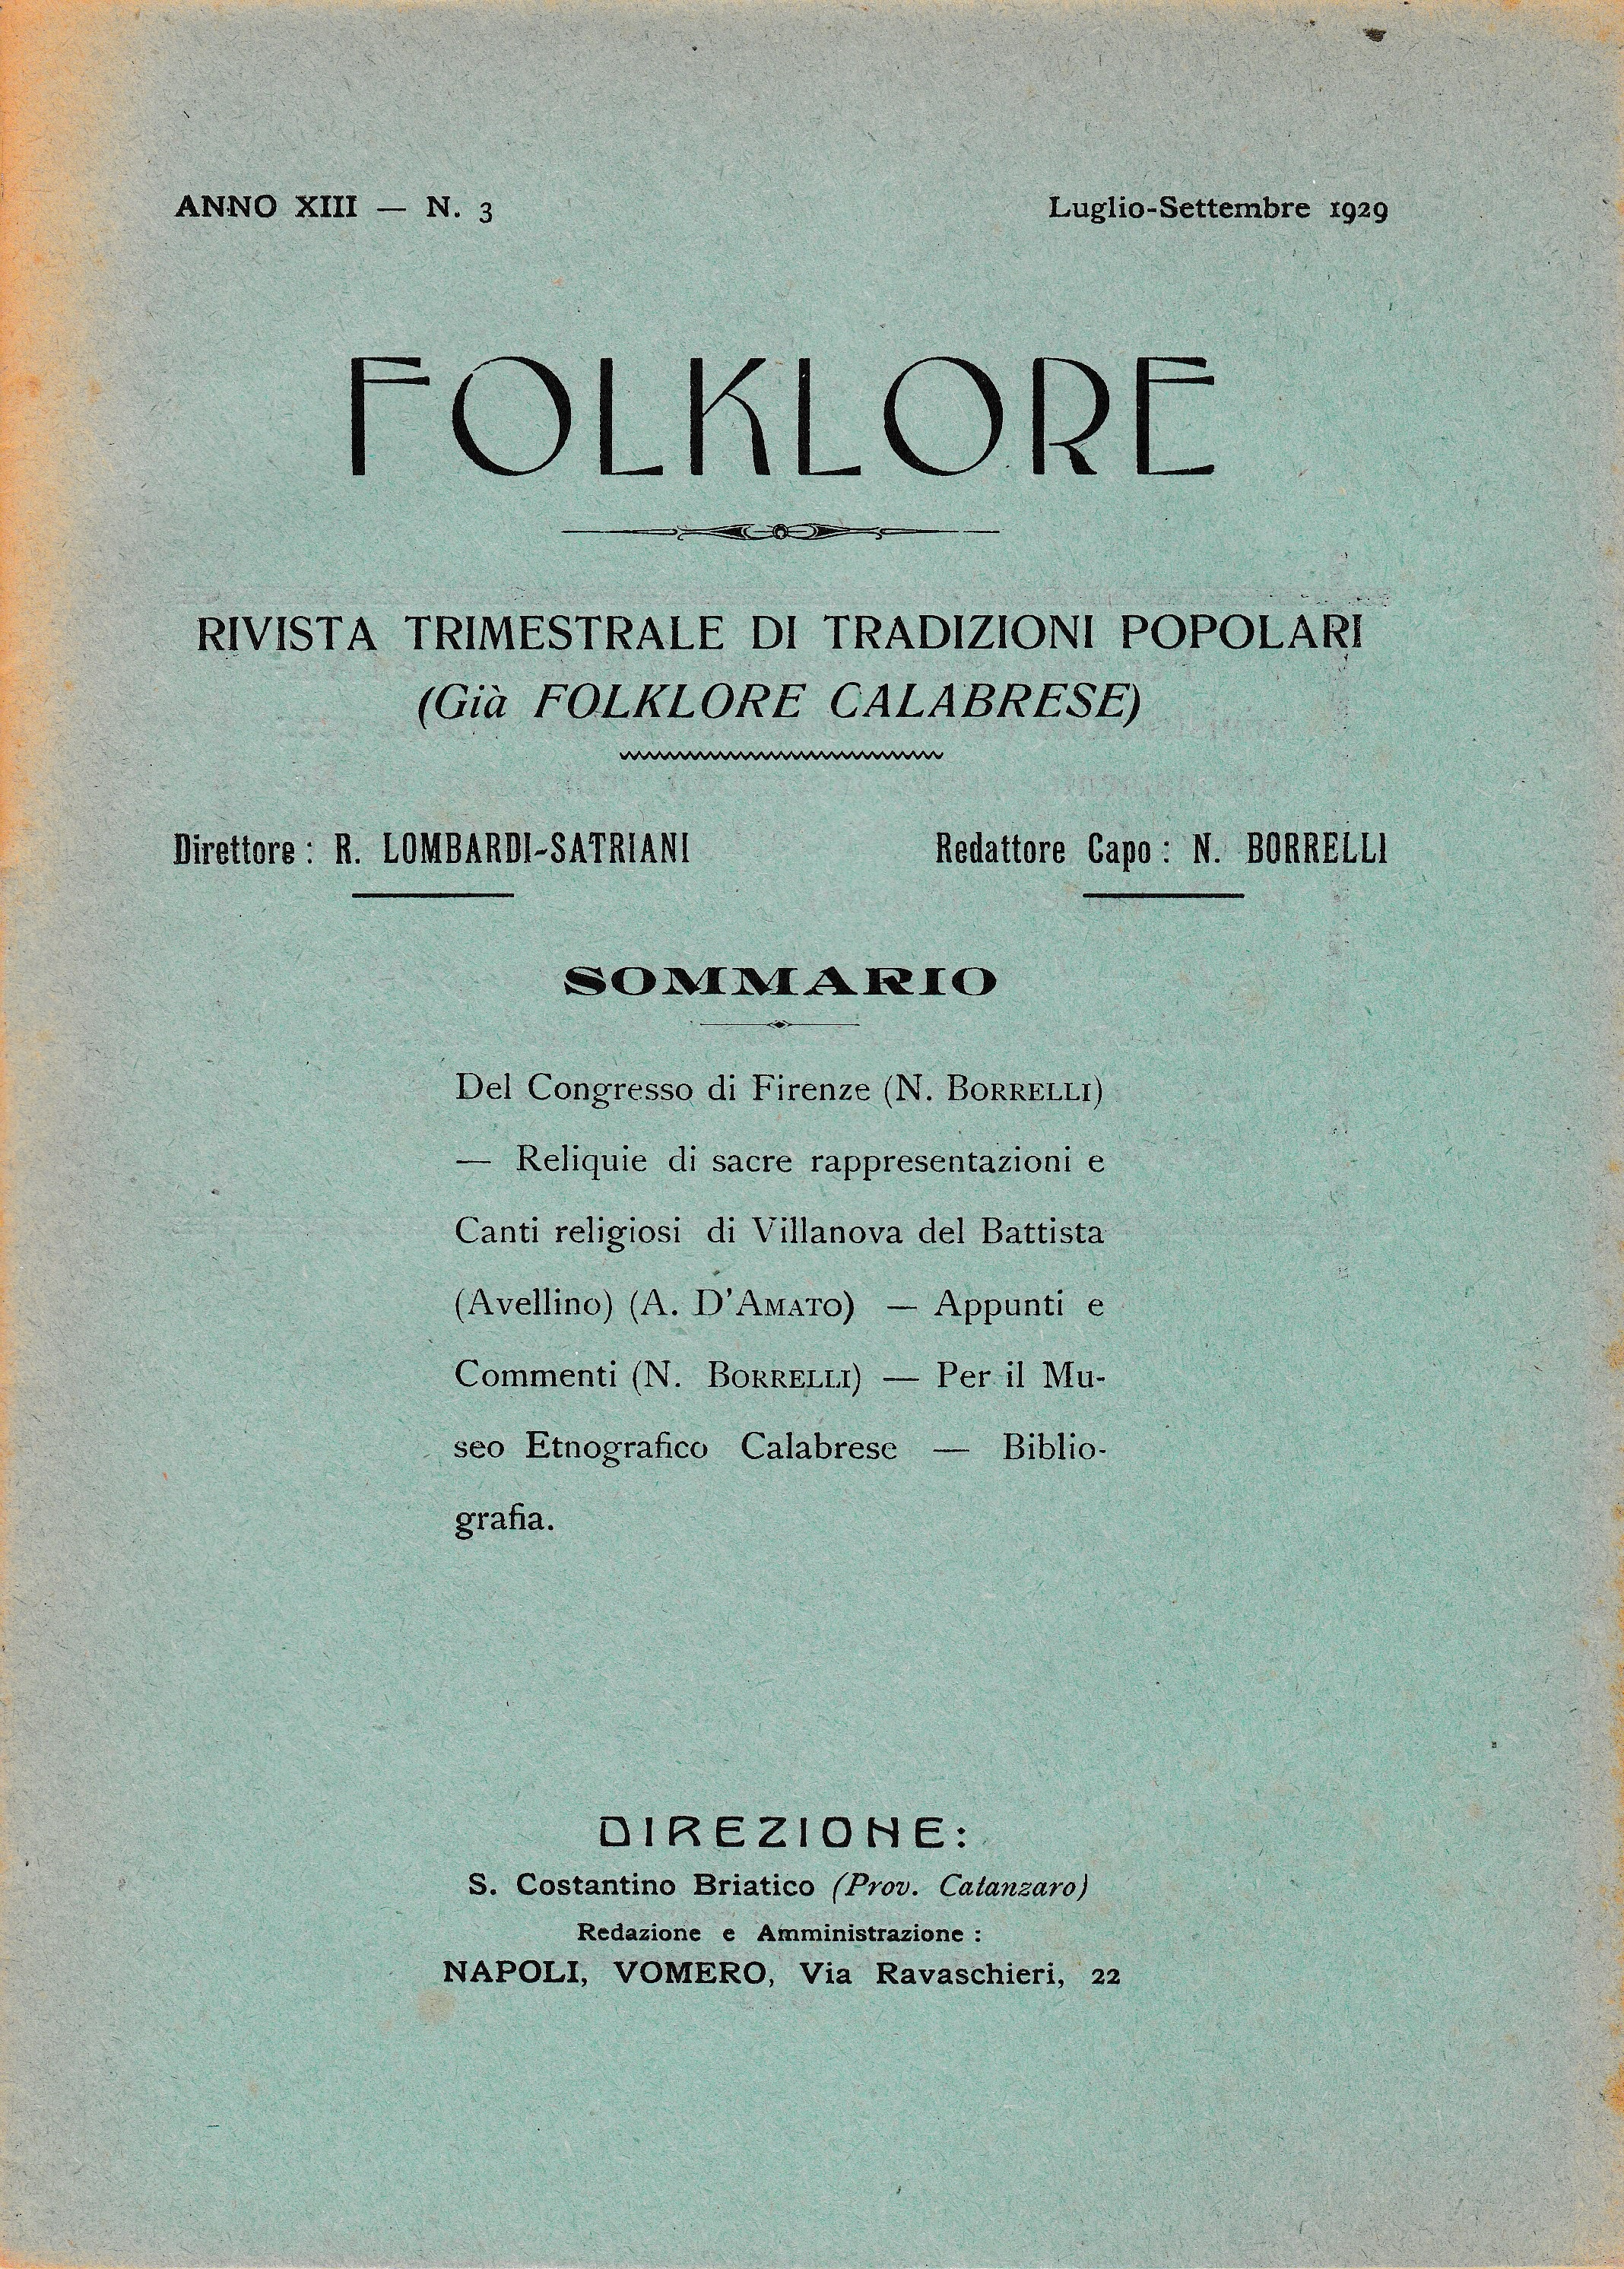 ANNO XIII — N. 3
Luglio-Settembre 1929
FOLKLORE
RIVISTA TRIMESTRALE DI TRADIZIONI POPOLARI
(Già FOLKLORE CALABRESE)
Direttore : R. LOMBARDI-SATRIANI
Redattore Capo : N. BORRELLI
SOMMARIO
Del Congresso di Firenze (N. BORRELLI)
— Reliquie di sacre rappresentazioni e
Canti religiosi di Villanova del Battista
(Avellino) (A. D'AMATO) — Appunti e
Commenti (N. BORRELLI) — Per il Mu-
seo Etnografico Calabrese — Biblio-
grafia.
DIREZIONE:
S. Costantino Briatico (Prov. Catanzaro)
Redazione e Amministrazione :
NAPOLI, VOMERO, Via Ravaschieri, 22